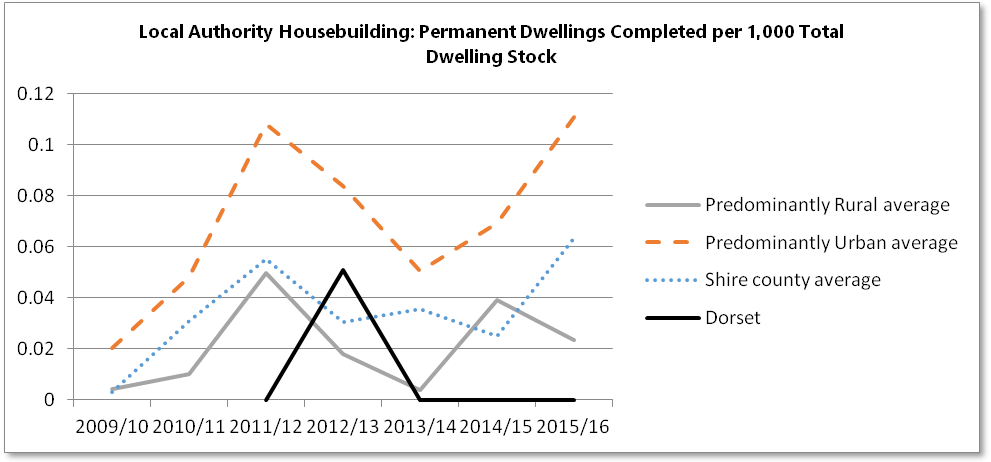 Local Authority Housebuilding: Permanent Dwellings Completed per 1,000 Total
Dwelling Stock
0.12
0.1
0.08
0.06
0.04
0.02
0
2009/10 2010/11 2011/12 2012/13 2013/14 2014/15 2015/16
Predominantly Rural average
Predominantly Urban average
Shire county average
Dorset